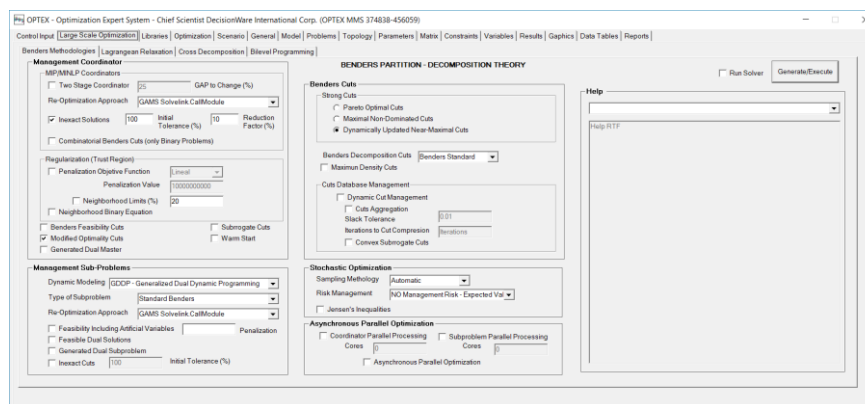 OPTEX - Optimization Expert System - Chief Scientist DecisionWare International Corp. (OPTEX MMS 374838-456059)
Control Input Large Scale Optimization Libraries Optimization Scenario General Model Problems Topology Parameters Matrix Constraints Variables Results Gaphics Data Tables Reports
Benders Methodologies Lagrangean Relaxation Cross Decomposition Bilevel Programming
BENDERS PARTITION - DECOMPOSITION THEORY
Run Solver Generate/Execute
Management Coordinator
MIP/MINLP Coordinators
Two Stage Coordinator 25 GAP to Change (%)
Re-Optimization Approach GAMS Solvelink.CallModule
Inexact Solutions 100 Initial Tolerance (%) 10 Reduction Factor (%)
Combinatorial Benders Cuts (only Binary Problems)
Regularization (Trust Region)
Penalization Objetive Function Lineal
Penalization Value 10000000000
Neighborhood Limits (%) 20
Neighborhood Binary Equation
Benders Feasibility Cuts Subrrogate Cuts
Modified Optimality Cuts Warm Start
Generated Dual Master
Management Sub-Problems
Dynamic Modeling GDDP - Generalized Dual Dynamic Programming
Type of Subproblem Standard Benders
Re-Optimization Approach GAMS Solvelink.CallModule
Feasibility Including Artificial Variables Penalization
Feasible Dual Solutions
Generated Dual Subproblem
Inexact Cuts 100 Initial Tolerance (%)
Benders Cuts
Strong Cuts
Pareto Optimal Cuts
Maximal Non-Dominated Cuts
Dynamically Updated Near-Maximal Cuts
Benders Decomposition Cuts Benders Standard
Maximun Density Cuts
Cuts Database Management
Dynamic Cut Management
Cuts Aggregation
Slack Tolerance 0.01
Iterations to Cut Compresion Iterations
Convex Subrrogate Cuts
Stochastic Optimization
Sampling Methology Automatic
Risk Management NO Management Risk - Expected Val
Jensen's Inequalities
Asynchronous Parallel Optimization
Coordinator Parallel Processing Subproblem Parallel Processing
Cores 0 Cores 0
Asynchronous Parallel Optimization
Help
Help RTF